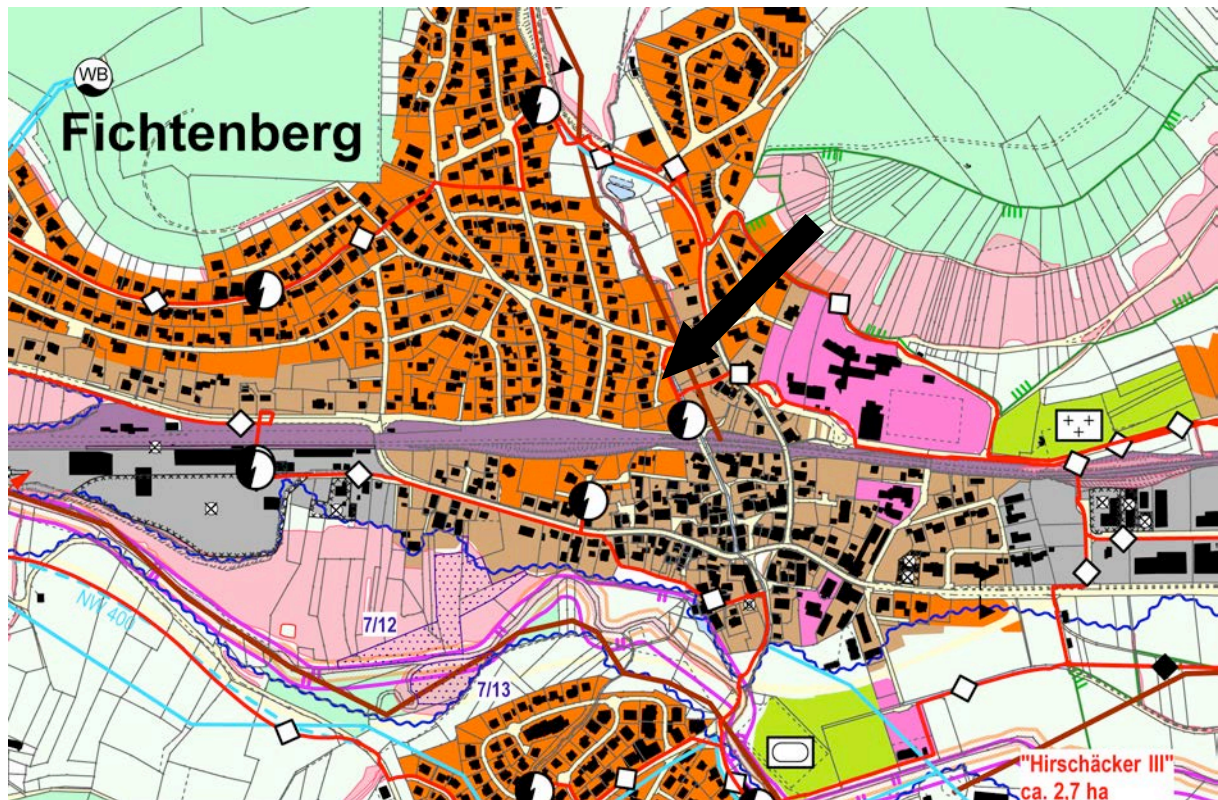 WB
Fichtenberg
NW 400
7/12
7/13
"Hirschäcker III"
ca. 2.7 ha